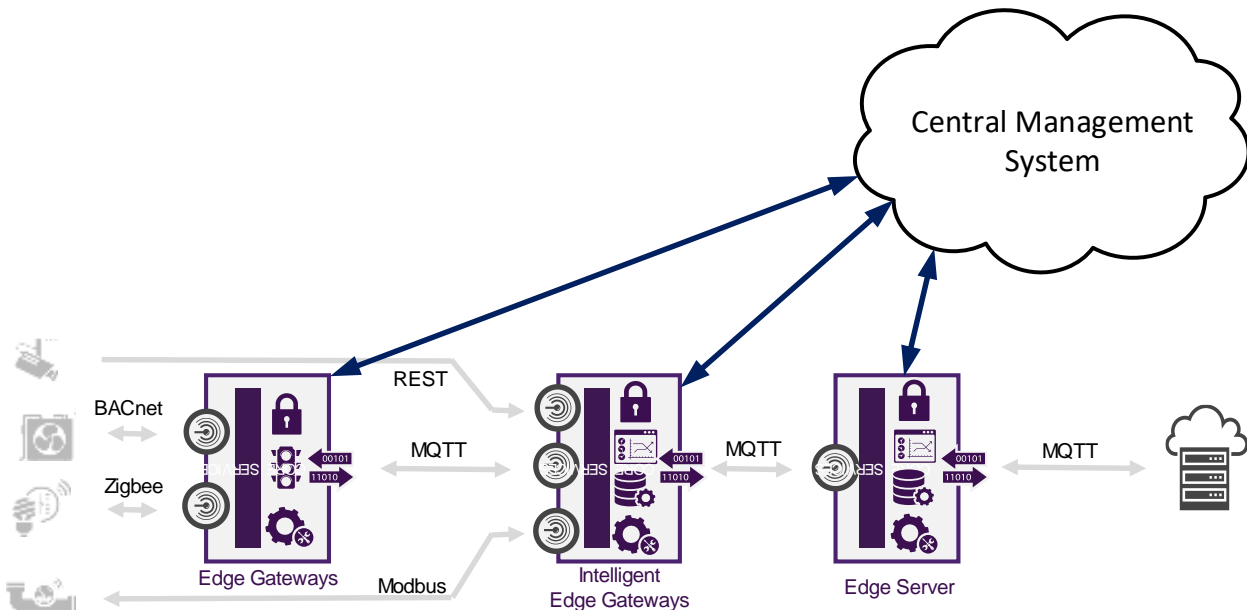 Central Management
System
REST
BACnet
MQTT
MQTT
MQTT
Zigbee
00101
11010
00101
11010
00101
11010
Edge Gateways
Modbus
Intelligent
Edge Gateways
Edge Server